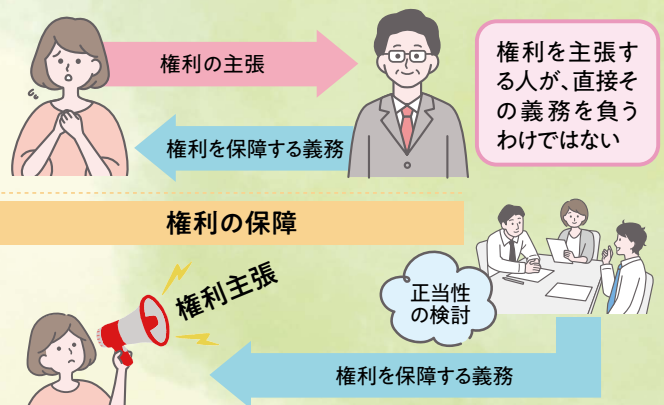 権利の主張
権利を主張す
る人が、直接そ
の義務を負う
わけではない
権利を保障する義務
権利の保障
権利主張
正当性
の検討
権利を保障する義務